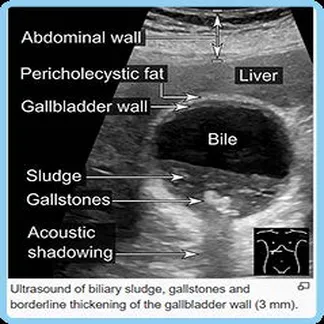 Abdominal wall
Pericholecystic fat
Liver
Gallbladder wall
Bile
Sludge
Gallstones
Acoustic
shadowing
Ultrasound of biliary sludge, gallstones and
borderline thickening of the gallbladder wall (3 mm).